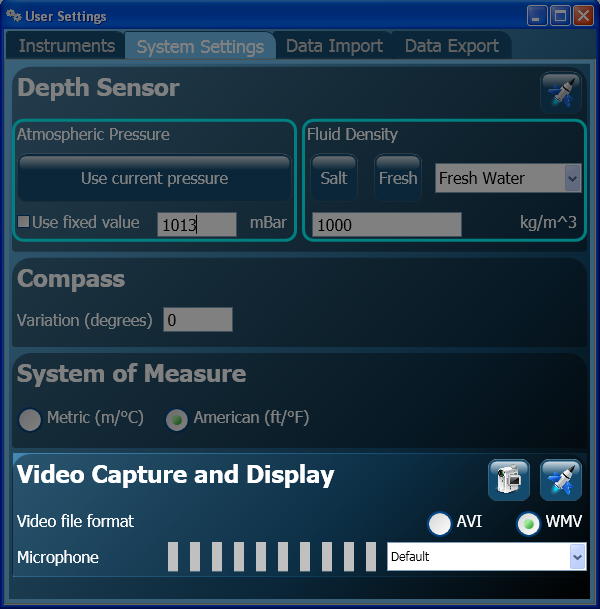 User Settings
Instruments System Settings Data Import Data Export
Depth Sensor
Atmospheric Pressure Fluid Density
Use current pressure Salt Fresh Fresh Water
Use fixed value 1013 mBar 1000 kg/m^3
Compass
Variation (degrees) 0
System of Measure
Metric (m/°C) American (ft/°F)
Video Capture and Display
Video file format AVI WMV
Microphone Default